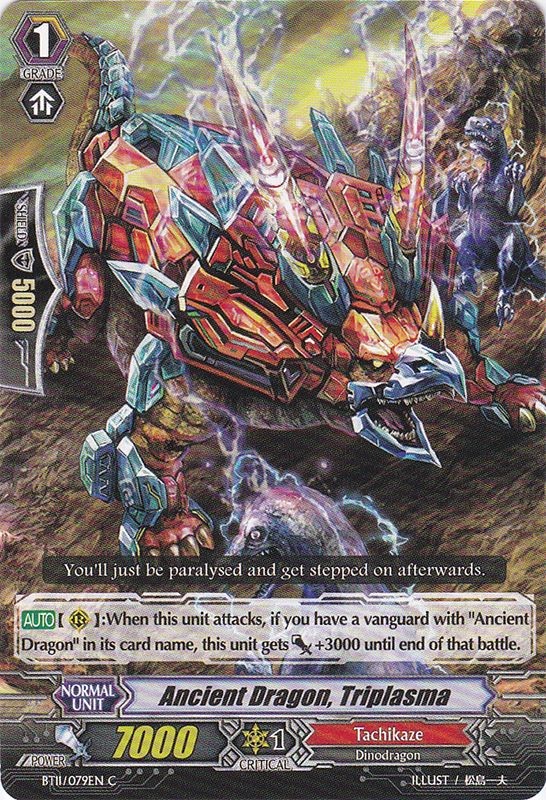 1
GRADE
SHIELD
5000
You'll just be paralysed and get stepped on afterwards.
AUTO [ R ]:When this unit attacks, if you have a vanguard with "Ancient
Dragon" in its card name, this unit gets +3000 until end of that battle.
NORMAL
UNIT
Ancient Dragon, Triplasma
POWER
7000
1
CRITICAL
Tachikaze
Dinodragon
BT11/079EN C
ILLUST / 松島一夫